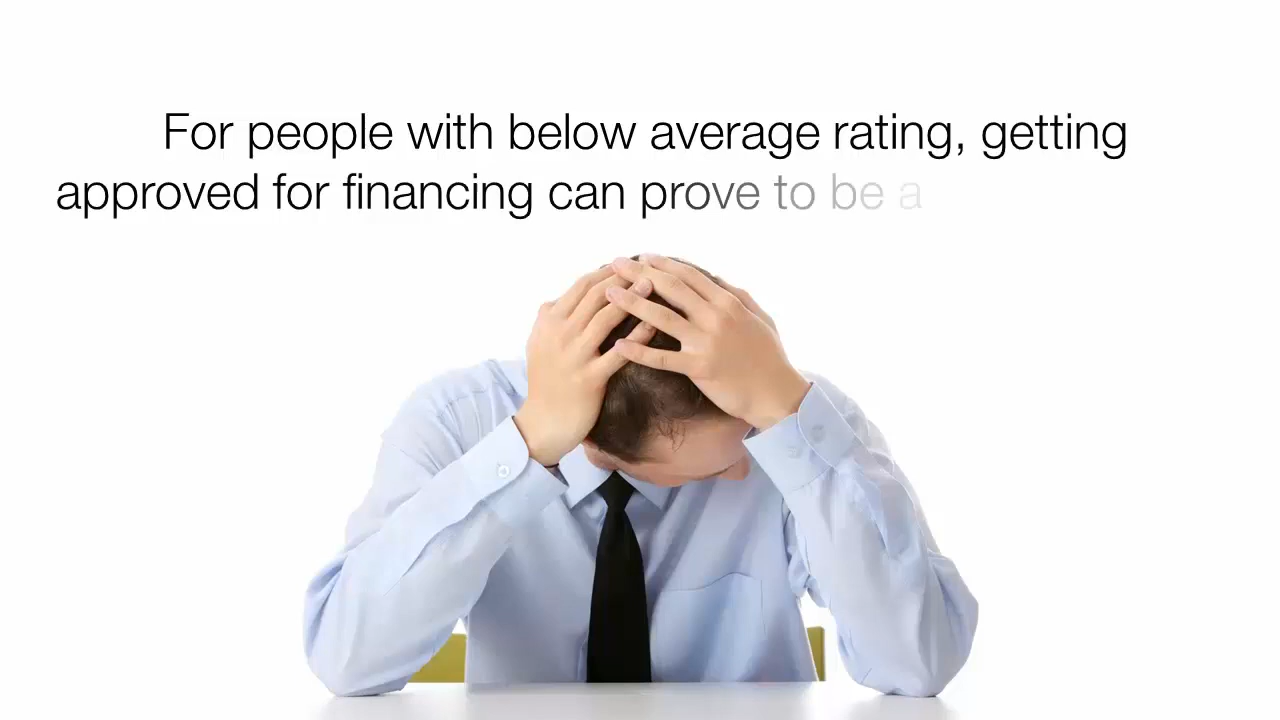 For people with below average rating, getting
approved for financing can prove to be a